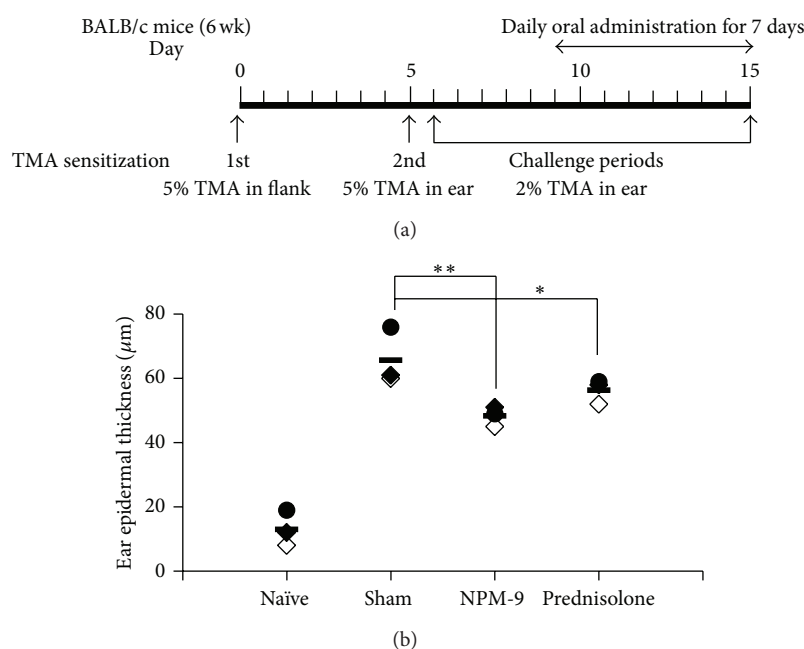 BALB/c mice (6 wk) Daily oral administration for 7 days
Day
0 5 10 15
TMA sensitization 1st 2nd Challenge periods
5% TMA in flank 5% TMA in ear 2% TMA in ear
(a)
** 
*
80
60
40
20
0
Ear epidermal thickness (μm)
Naïve Sham NPM-9 Prednisolone
(b)